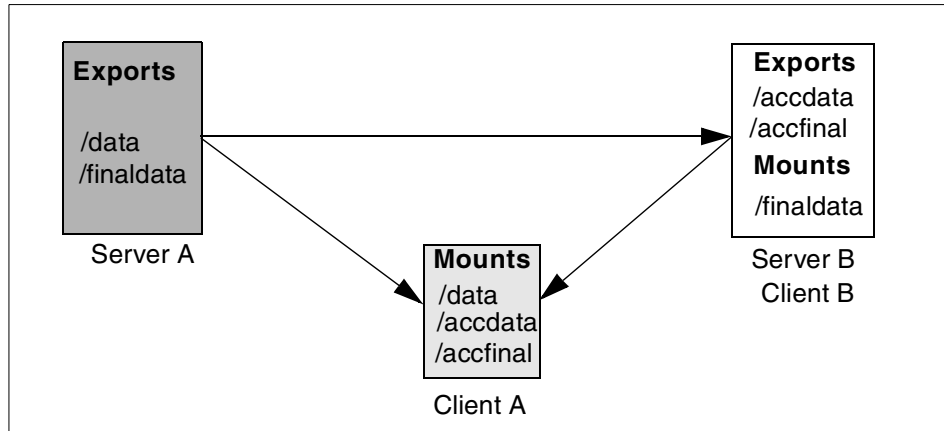 Exports
/data
/finaldata
Server A
Exports
/accdata
/accfinal
Mounts
/finaldata
Server B
Client B
Mounts
/data
/accdata
/accfinal
Client A